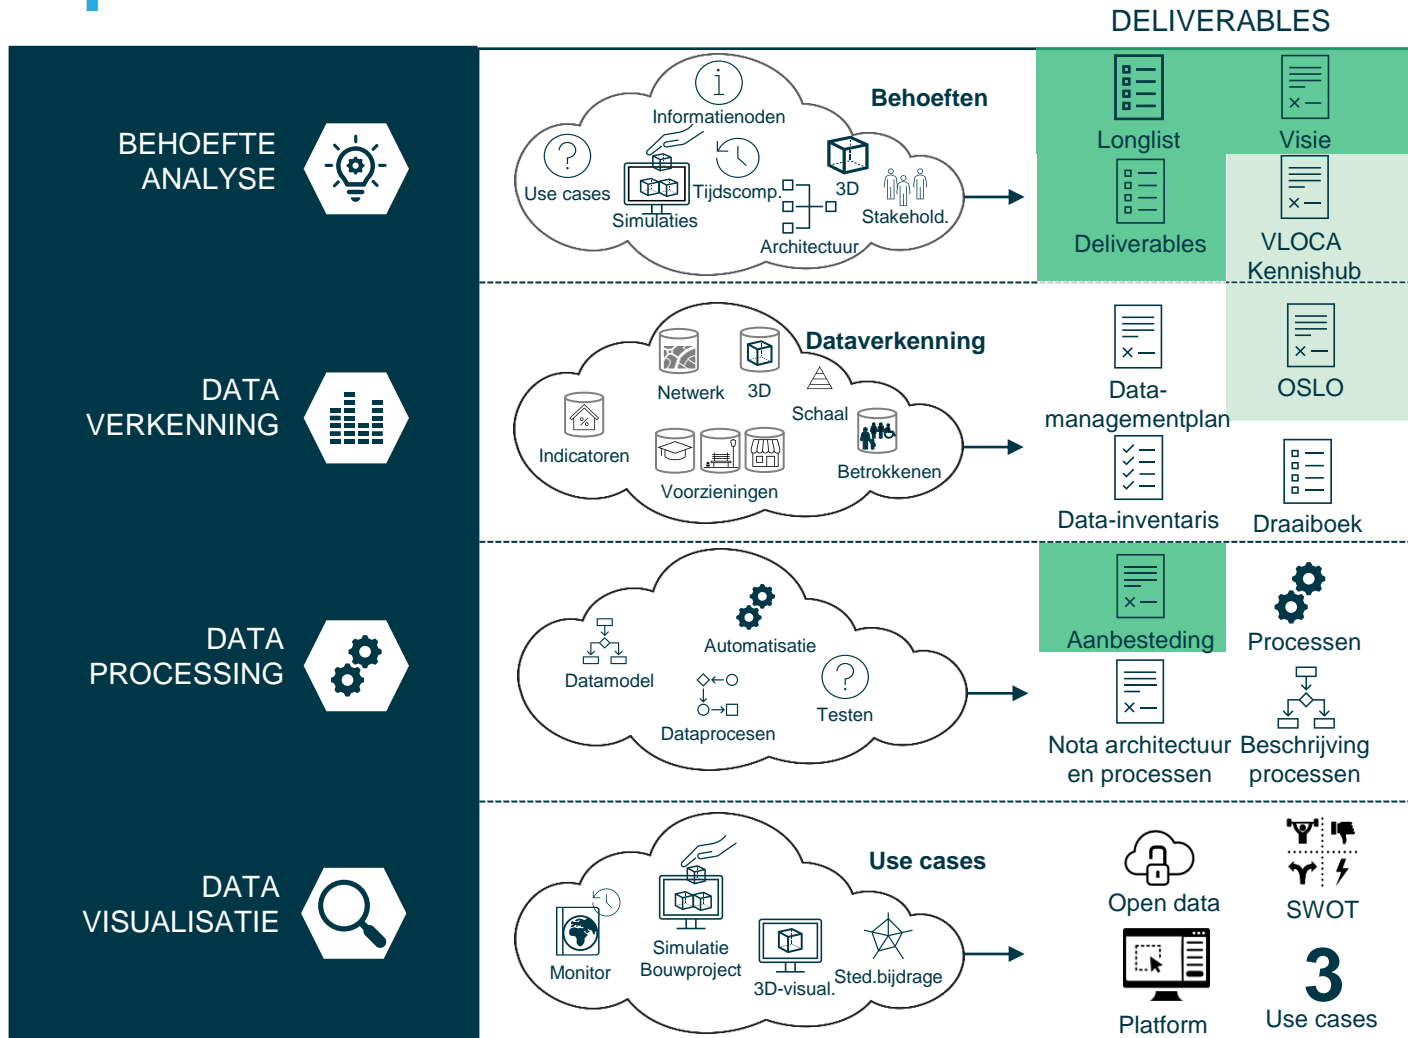 DELIVERABLES
BEHOEFTE
ANALYSE
Behoeften
Informatienoden
Use cases
Simulaties
Tijdscomp.
3D
Stakehold.
Architectuur
Longlist
Visie
Deliverables
VLOCA
Kennishub
DATA
VERKENNING
Dataverkenning
Netwerk
3D
Schaal
Indicatoren
Voorzieningen
Betrokkenen
Data-
managementplan
OSLO
Data-inventaris
Draaiboek
DATA
PROCESSING
Automatisatie
Datamodel
Dataprocesen
Testen
Aanbesteding
Processen
Nota architectuur
en processen
Beschrijving
processen
DATA
VISUALISATIE
Use cases
Monitor
Simulatie
Bouwproject
3D-visual.
Sted.bijdrage
Open data
SWOT
Platform
3
Use cases